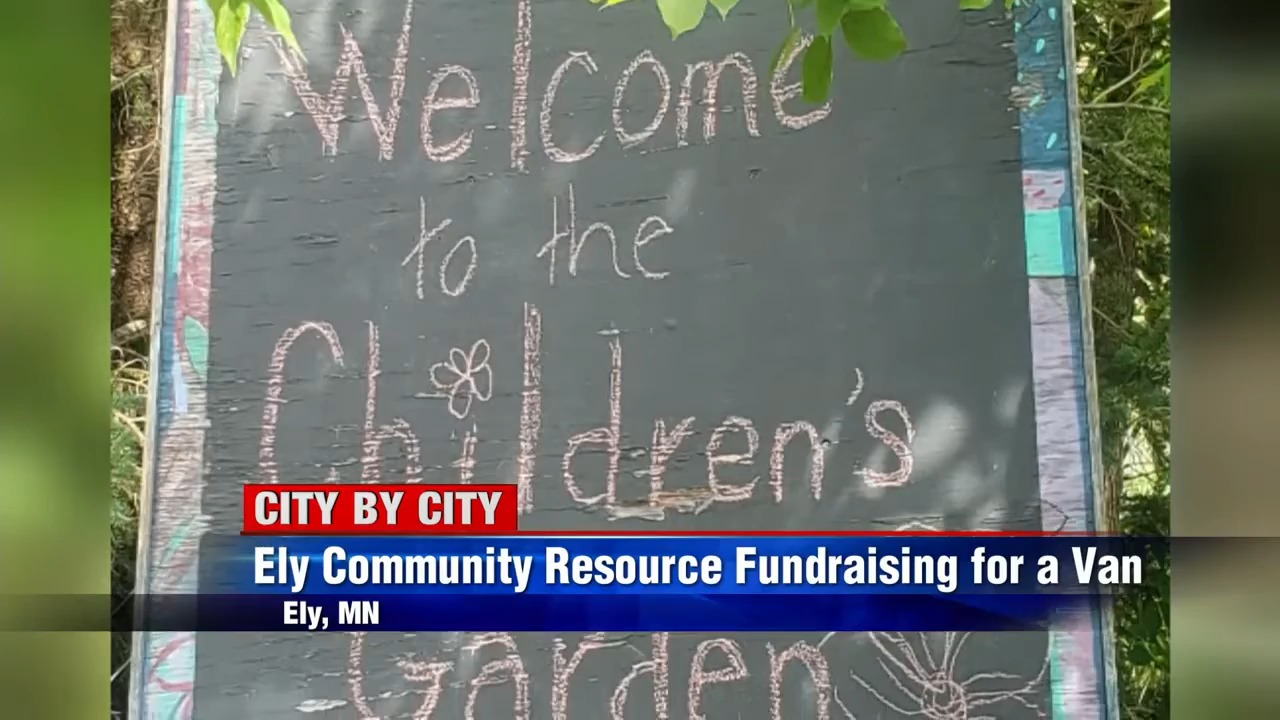 Welcome
to the
Children's
CITY BY CITY
Ely Community Resource Fundraising for a Van
Ely, MN
Garden